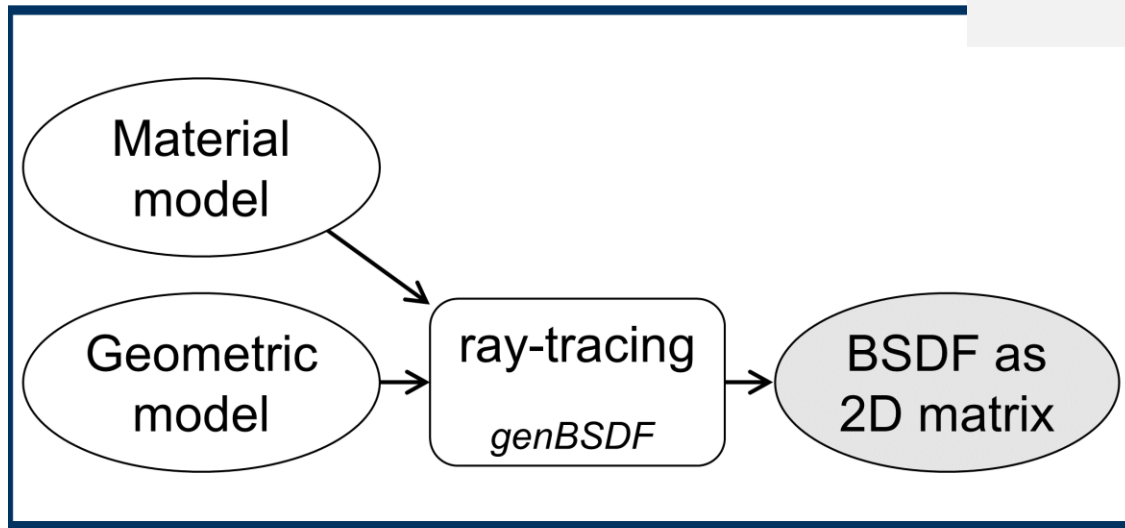 Material
model
Geometric
model
ray-tracing
genBSDF
BSDF as
2D matrix